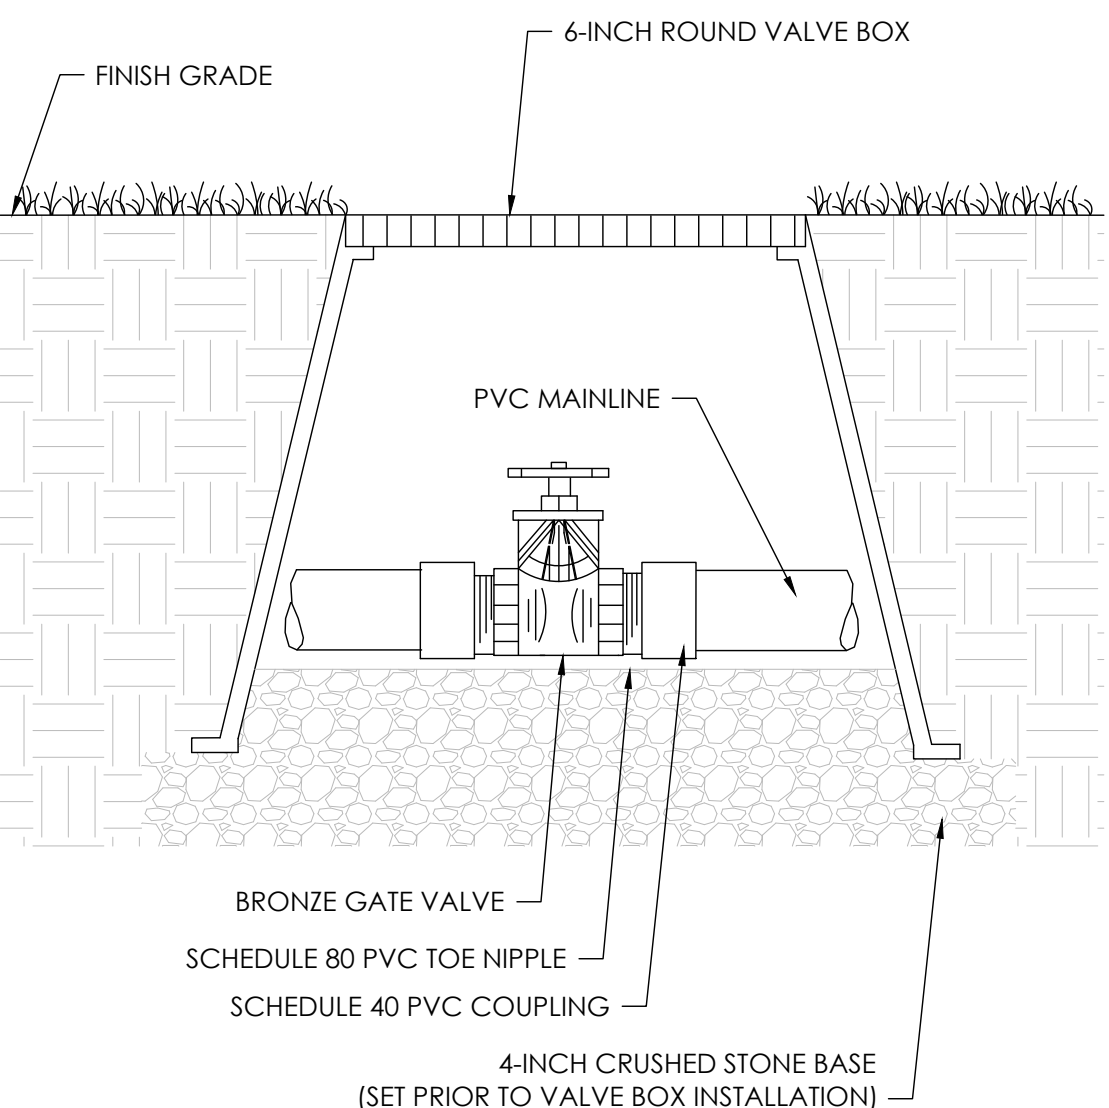 6-INCH ROUND VALVE BOX
FINISH GRADE
PVC MAINLINE
BRONZE GATE VALVE
SCHEDULE 80 PVC TOE NIPPLE
SCHEDULE 40 PVC COUPLING
4-INCH CRUSHED STONE BASE
(SET PRIOR TO VALVE BOX INSTALLATION)